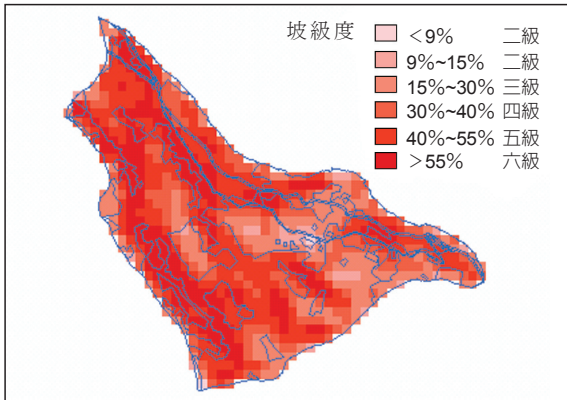 坡級度
<9% 二級
9%~15% 二級
15%~30% 三級
30%~40% 四級
40%~55% 五級
>55% 六級